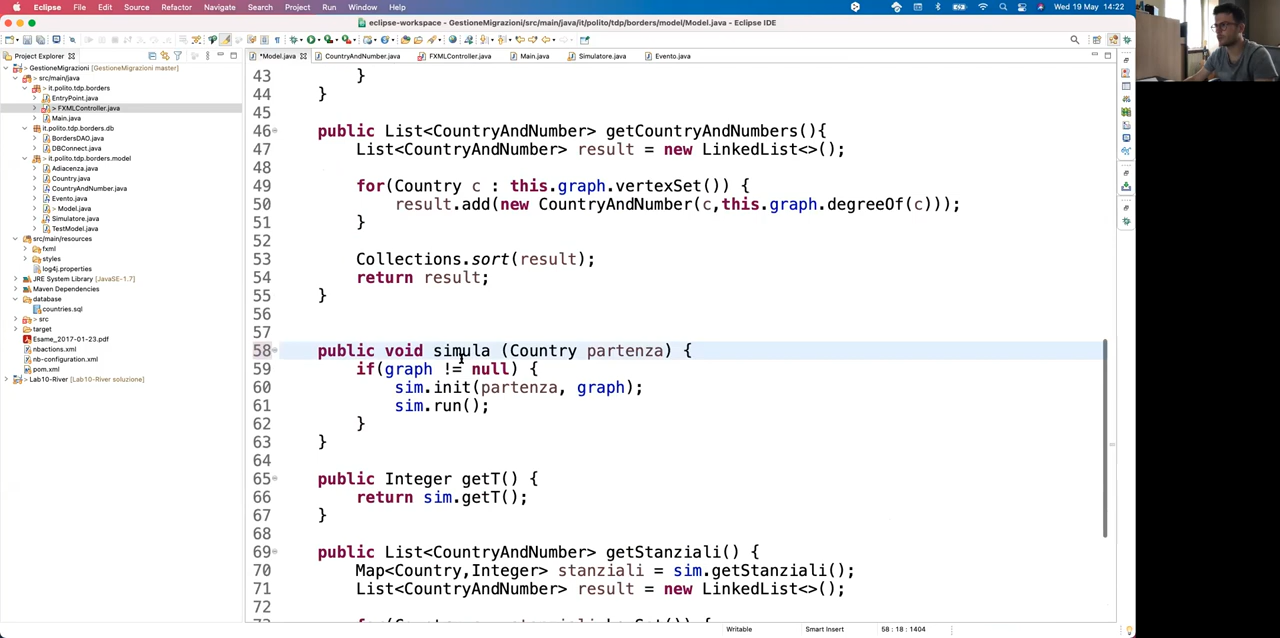 Eclipse File Edit Source Refactor Navigate Search Project Run Window Help Wed 19 May 14:22
eclipse-workspace - GestioneMigrazioni/src/main/java/it/polito/tdp/borders/model/Model.java - Eclipse IDE
Project Explorer
*Model.java CountryAndNumber.java FXMLController.java Main.java Simulatore.java Evento.java
GestioneMigrazioni [GestioneMigrazioni master]
src/main/java
it.polito.tdp.borders
EntryPoint.java
> FXMLController.java
Main.java
it.polito.tdp.borders.db
BordersDAO.java
DBConnect.java
it.polito.tdp.borders.model
Adiacenza.java
Country.java
CountryAndNumber.java
Evento.java
> Model.java
Simulatore.java
TestModel.java
src/main/resources
fxml
styles
log4j.properties
JRE System Library [JavaSE-1.7]
Maven Dependencies
database
countries.sql
> src
target
Esame_2017-01-23.pdf
nbactions.xml
nb-configuration.xml
pom.xml
Lab10-River (Lab10-River soluzione)
43 }
44 }
45
46 public List<CountryAndNumber> getCountryAndNumbers(){
47 List<CountryAndNumber> result = new LinkedList<>();
48
49 for(Country c : this.graph.vertexSet()) {
50 result.add(new CountryAndNumber(c,this.graph.degreeOf(c)));
51 }
52
53 Collections.sort(result);
54 return result;
55 }
56
57
58 public void simula (Country partenza) {
59 if(graph != null) {
60 sim.init(partenza, graph);
61 sim.run();
62 }
63 }
64
65 public Integer getT() {
66 return sim.getT();
67 }
68
69 public List<CountryAndNumber> getStanziali() {
70 Map<Country,Integer> stanziali = sim.getStanziali();
71 List<CountryAndNumber> result = new LinkedList<>();
72
Writable Smart Insert 58 : 18 : 1404